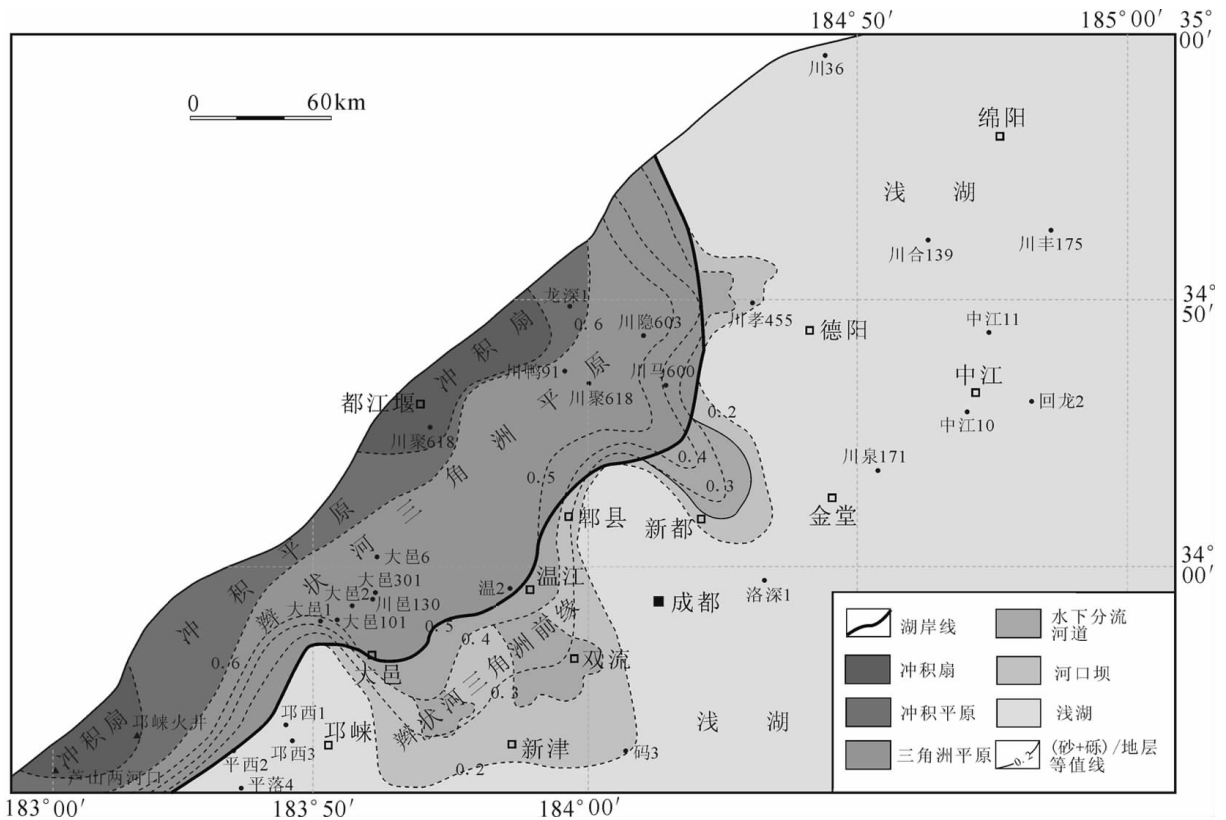 184°50′
185°00′
35°
00′
川36
0
60km
绵阳
浅湖
川合139
川丰175
龙深1
0.6
川隐603
川孝455
34°
50′
德阳
中江11
冲积扇
川鸭91
川马600
川聚618
中江
回龙2
中江10
都江堰
川聚618
0.2
0.4
0.3
0.5
川泉171
辫状河三角洲平原
郫县
新都
金堂
冲积平原
大邑6
34°
00′
大邑301
大邑2
川邑130
大邑1
大邑101
温2
温江
成都
洛深1
0.6
0.5
0.4
大邑
双流
0.3
辫状河三角洲前缘
浅湖
冲积扇
邛崃火井
芦山两河口
邛西1
邛西3
邛崃
平西2
平落4
新津
码3
0.2
湖岸线
水下分流
河道
冲积扇
河口坝
冲积平原
浅湖
三角洲平原
0.2
(砂+砾)/地层
等值线
183°00′
183°50′
184°00′